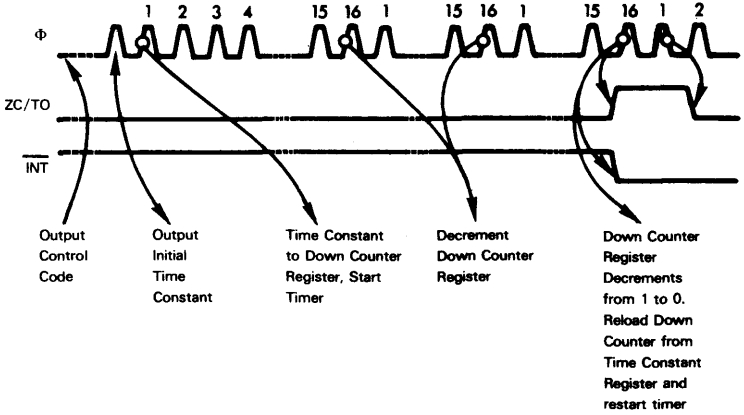 1 2 3 4 15 16 1 15 16 1 15 16 1 2
Φ
ZC/TO
INT
Output
Control
Code
Output
Initial
Time
Constant
Time Constant
to Down Counter
Register, Start
Timer
Decrement
Down Counter
Register
Down Counter
Register
Decrements
from 1 to 0.
Reload Down
Counter from
Time Constant
Register and
restart timer